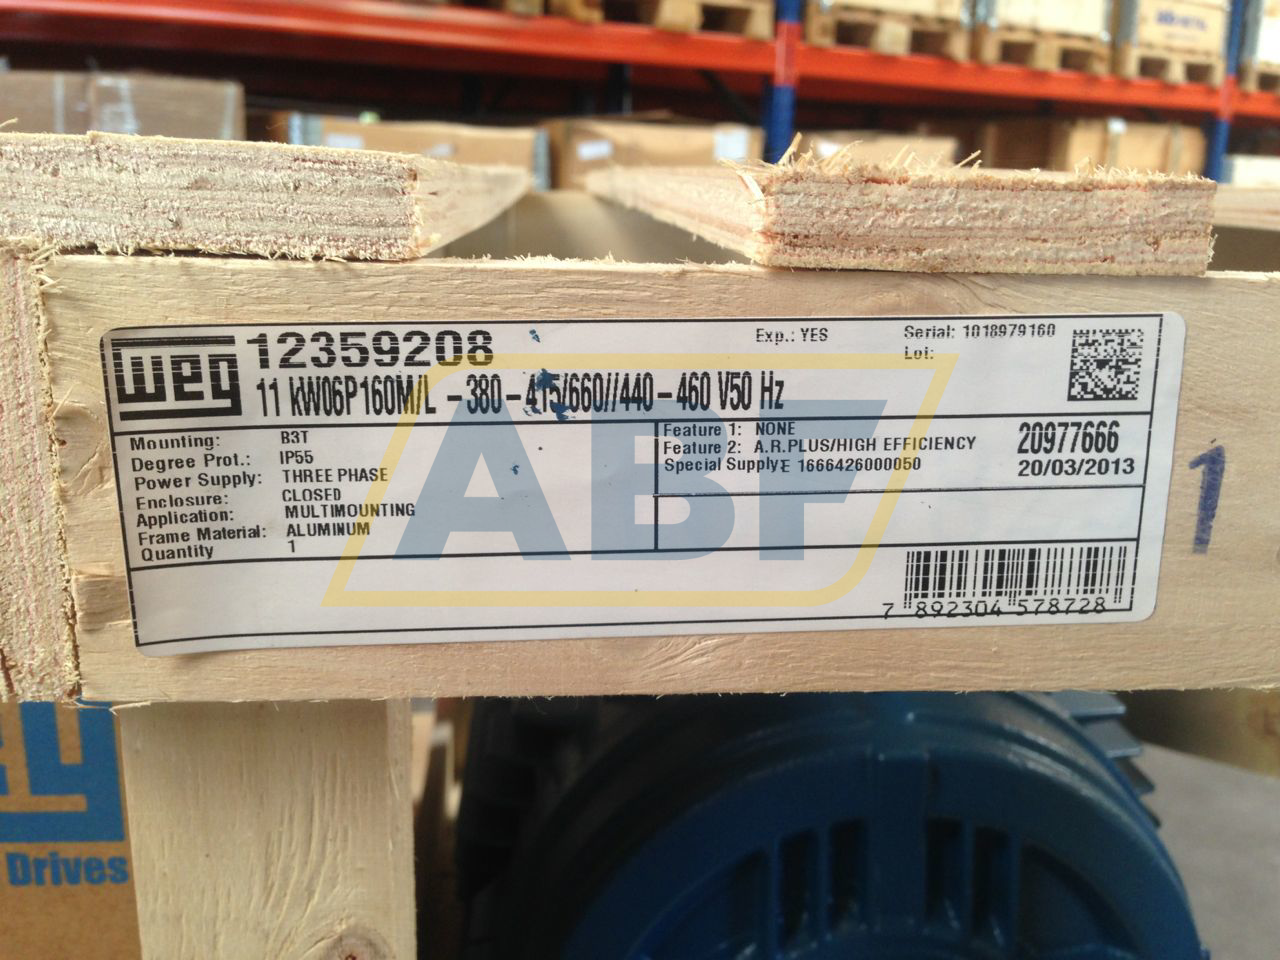 weg
12359208
Exp.: YES
Serial: 1018979160
Lot:
11 kW06P160M/L -380-415/660//440-460 V50 Hz
Mounting: B3T
Degree Prot.: IP55
Power Supply: THREE PHASE
Enclosure: CLOSED
Application: MULTIMOUNTING
Frame Material: ALUMINUM
Quantity 1
Feature 1: NONE
Feature 2: A.R.PLUS/HIGH EFFICIENCY
Special Supply E 1666426000050
20977666
20/03/2013
1
ABF
7 892304 578728
Drives